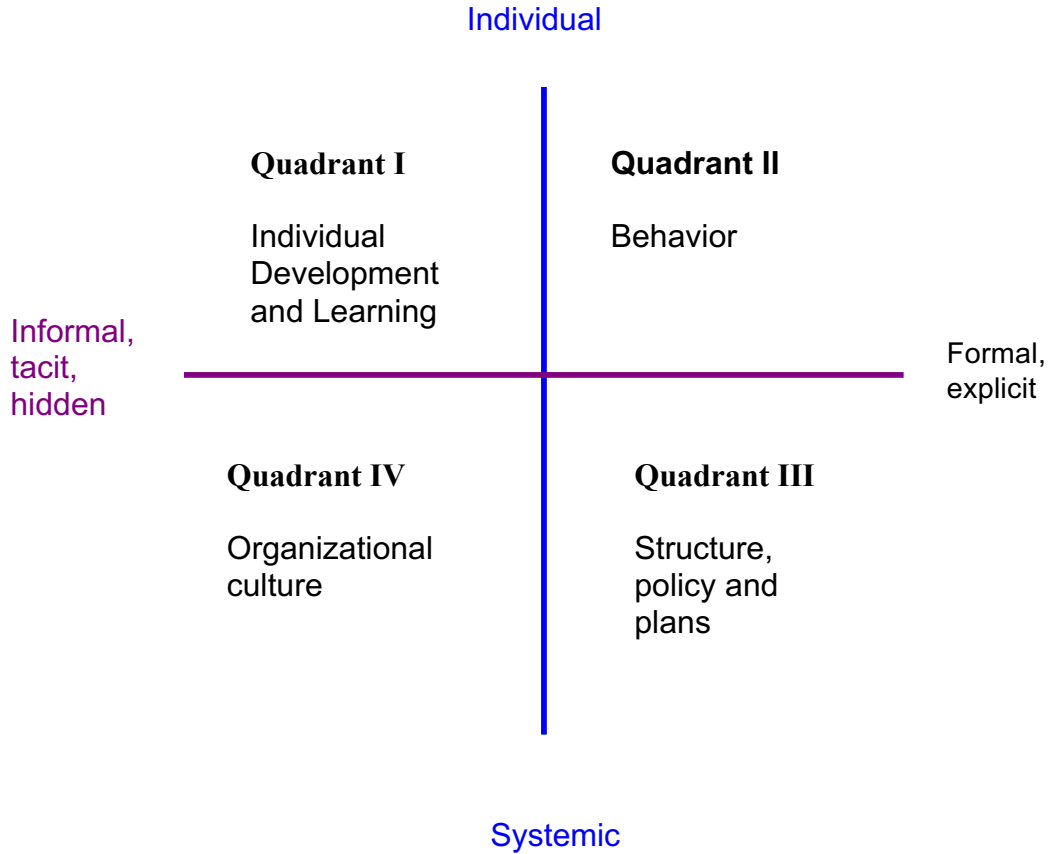 Individual
Quadrant I
Individual
Development
and Learning
Quadrant II
Behavior
Informal,
tacit,
hidden
Formal,
explicit
Quadrant IV
Organizational
culture
Quadrant III
Structure,
policy and
plans
Systemic